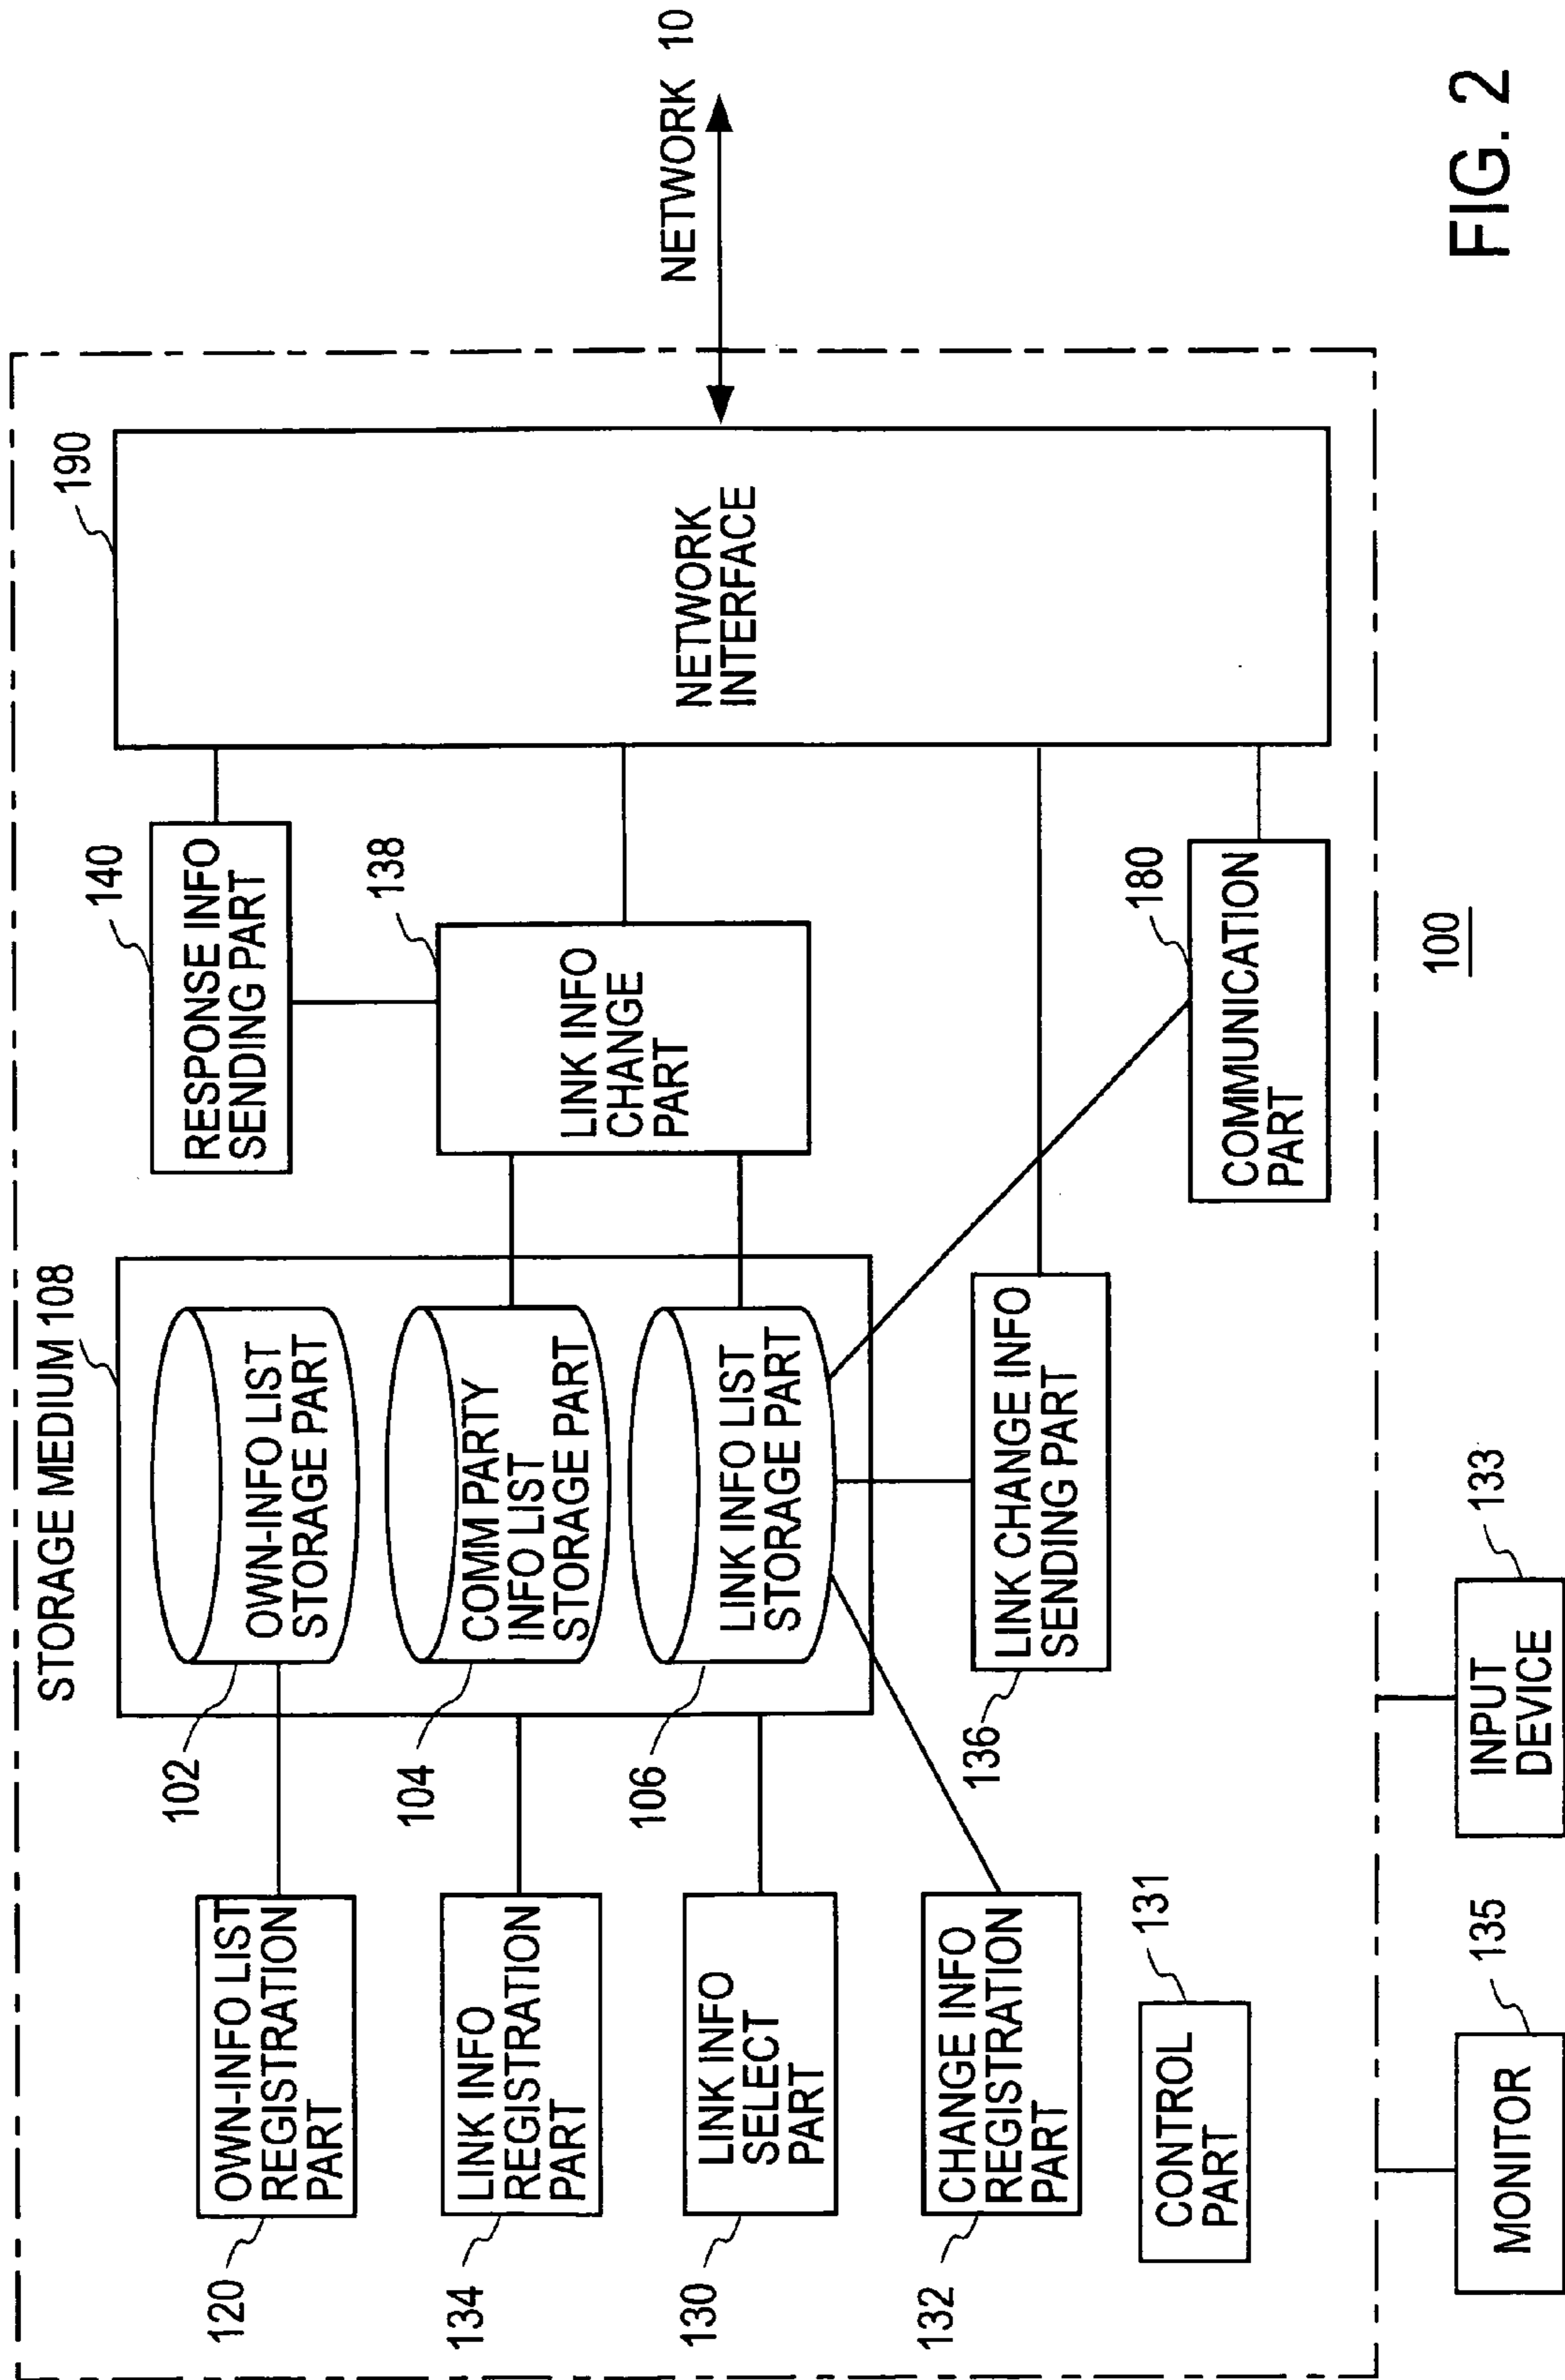 STORAGE MEDIUM 108
190
140
RESPONSE INFO
SENDING PART
NETWORK 10
120
OWN-INFO LIST
REGISTRATION
PART
102
OWN-INFO LIST
STORAGE PART
138
LINK INFO
CHANGE
PART
NETWORK
INTERFACE
134
LINK INFO
REGISTRATION
PART
104
COMM PARTY
INFO LIST
STORAGE PART
130
LINK INFO
SELECT
PART
106
LINK INFO LIST
STORAGE PART
132
CHANGE INFO
REGISTRATION
PART
136
LINK CHANGE INFO
SENDING PART
180
COMMUNICATION
PART
131
CONTROL
PART
100
135
MONITOR
133
INPUT
DEVICE
FIG. 2